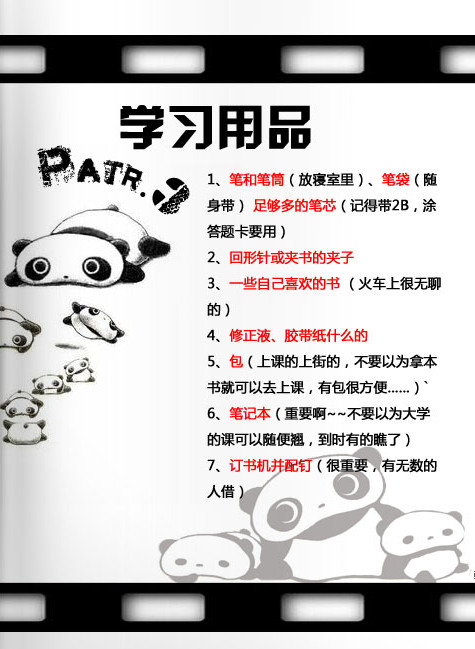 学习用品
PATR.3
1、笔和笔筒（放寝室里）、笔袋（随
身带） 足够多的笔芯（记得带2B，涂
答题卡要用）
2、回形针或夹书的夹子
3、一些自己喜欢的书 （火车上很无聊
的）
4、修正液、胶带纸什么的
5、包（上课的上街的，不要以为拿本
书就可以去上课，有包很方便......）`
6、笔记本（重要啊~~不要以为大学
的课可以随便翘，到时有的瞧了）
7、订书机并配钉（很重要，有无数的
人借）